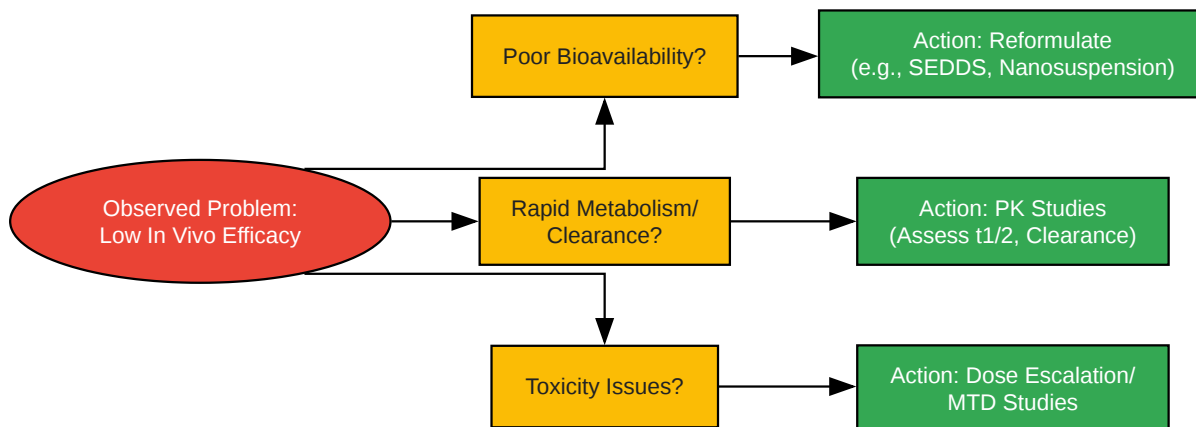 Poor Bioavailability?
Action: Reformulate
(e.g., SEDDS, Nanosuspension)
Observed Problem:
Low In Vivo Efficacy
Rapid Metabolism/
Clearance?
Action: PK Studies
(Assess t1/2, Clearance)
Toxicity Issues?
Action: Dose Escalation/
MTD Studies